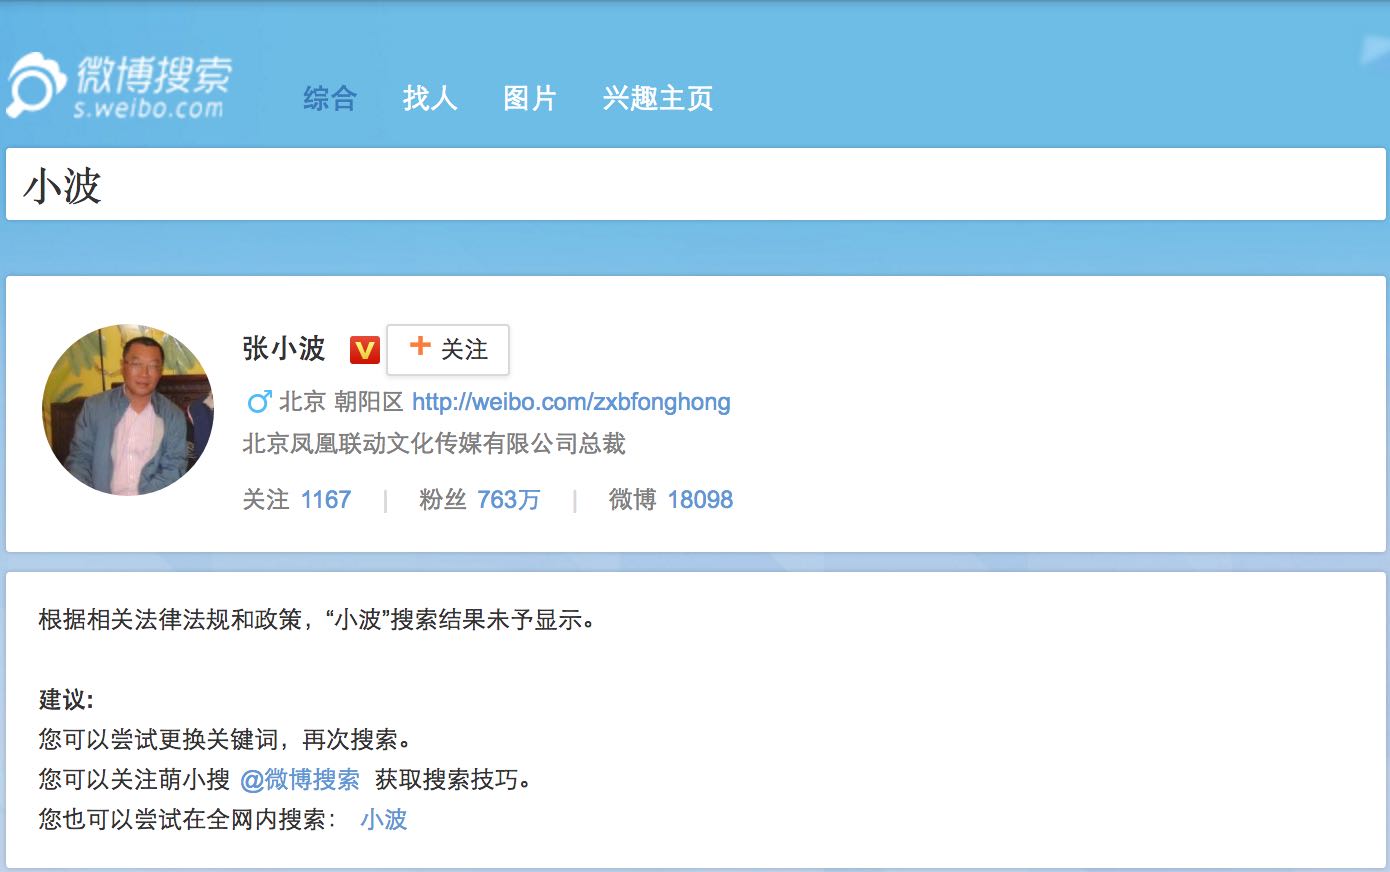 微博搜索
s.weibo.com
综合 找人 图片 兴趣主页
小波
张小波 V + 关注
北京 朝阳区 http://weibo.com/zxbfonghong
北京凤凰联动文化传媒有限公司总裁
关注 1167 | 粉丝 763万 | 微博 18098
根据相关法律法规和政策，“小波”搜索结果未予显示。
建议:
您可以尝试更换关键词，再次搜索。
您可以关注萌小搜 @微博搜索 获取搜索技巧。
您也可以尝试在全网内搜索： 小波